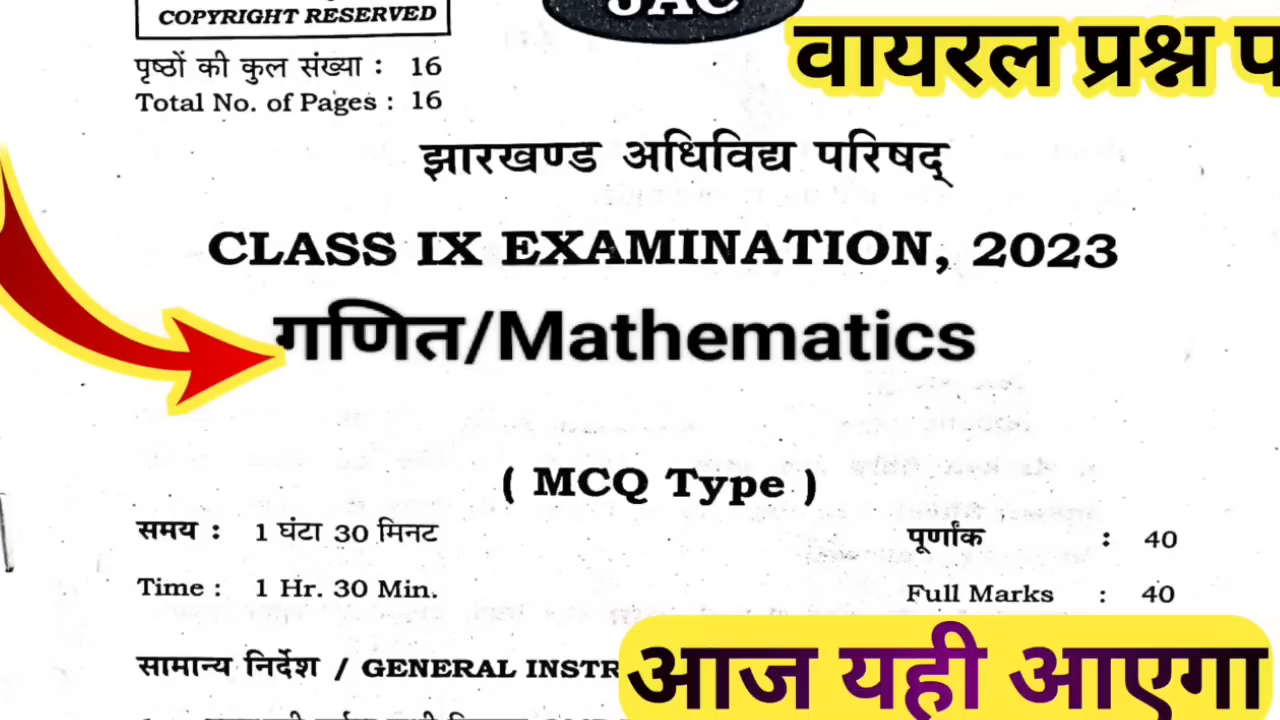 COPYRIGHT RESERVED
JAC
वायरल प्रश्न
पृष्ठों की कुल संख्या : 16
Total No. of Pages : 16
झारखण्ड अधिविद्य परिषद्
CLASS IX EXAMINATION, 2023
गणित/Mathematics
( MCQ Type )
समय : 1 घंटा 30 मिनट
पूर्णांक : 40
Time : 1 Hr. 30 Min.
Full Marks : 40
सामान्य निर्देश / GENERAL
आज यही आएगा